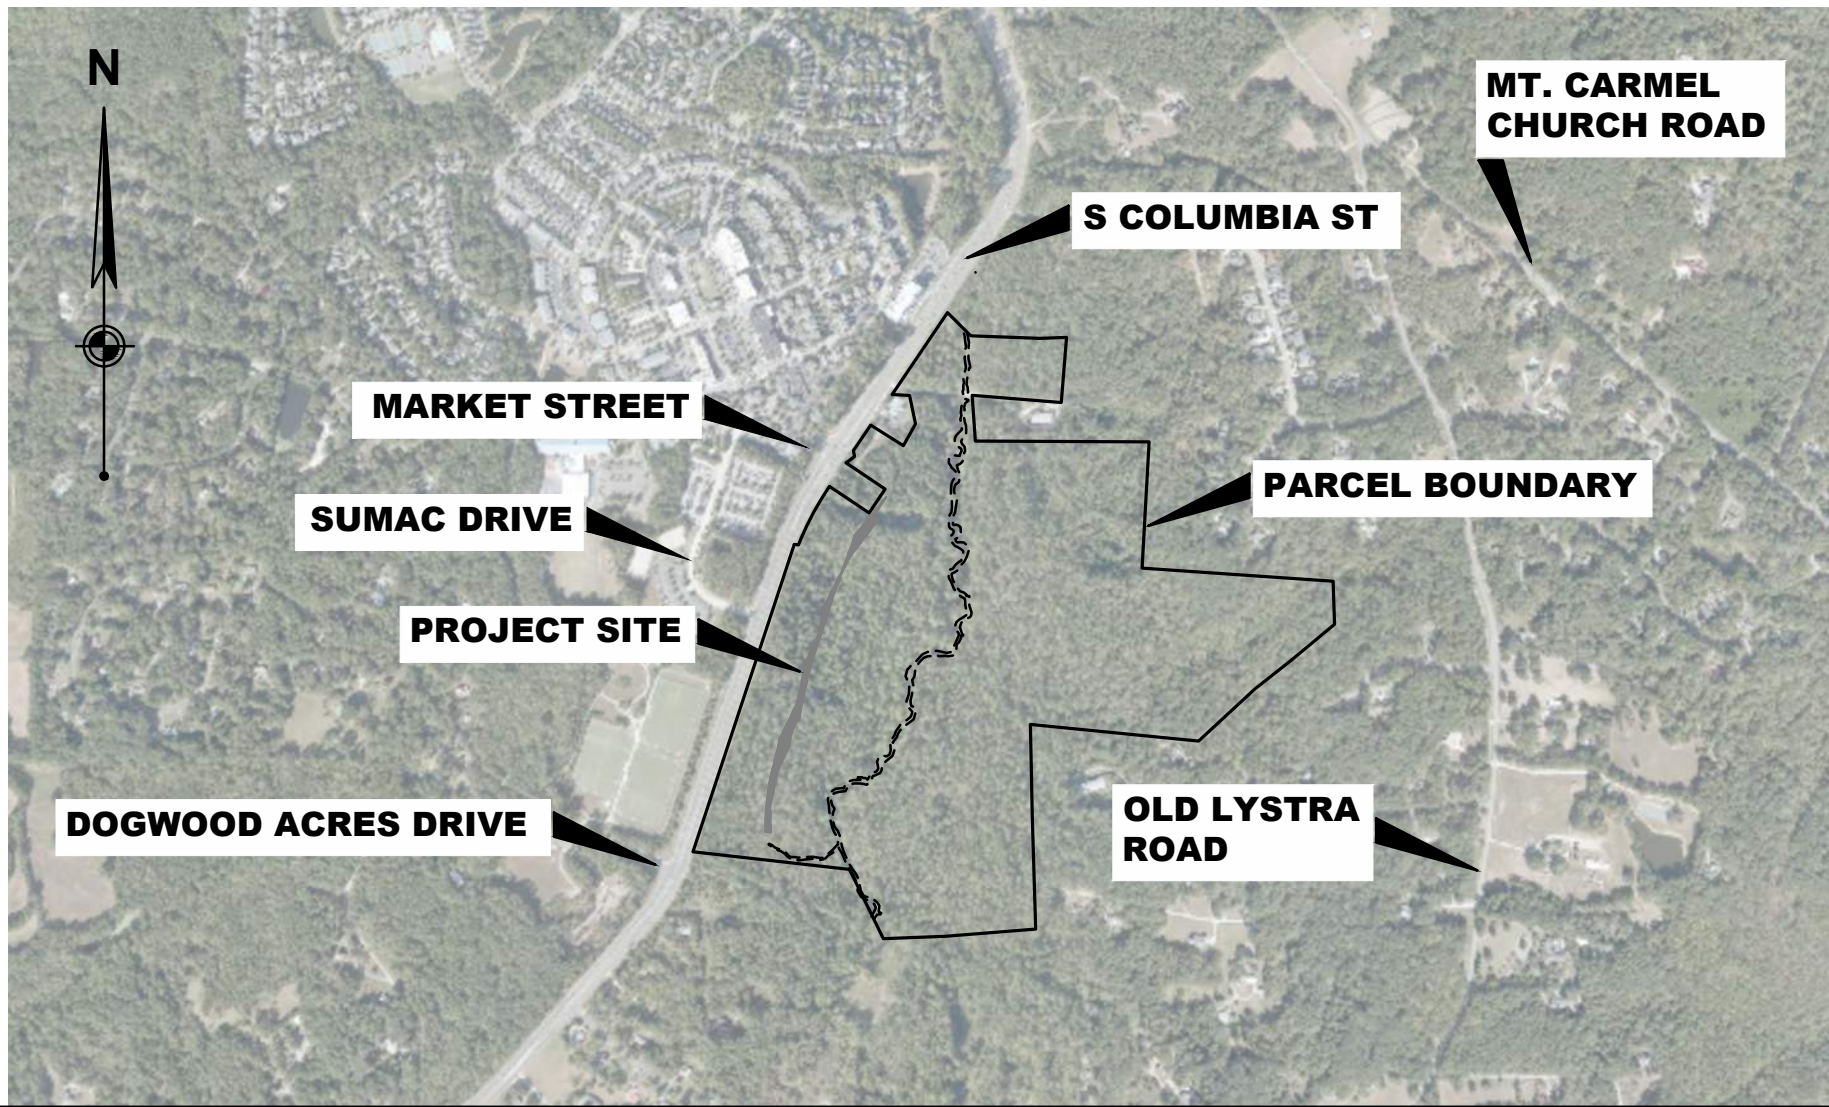 N
MT. CARMEL
CHURCH ROAD
S COLUMBIA ST
MARKET STREET
PARCEL BOUNDARY
SUMAC DRIVE
PROJECT SITE
DOGWOOD ACRES DRIVE
OLD LYSTRA
ROAD